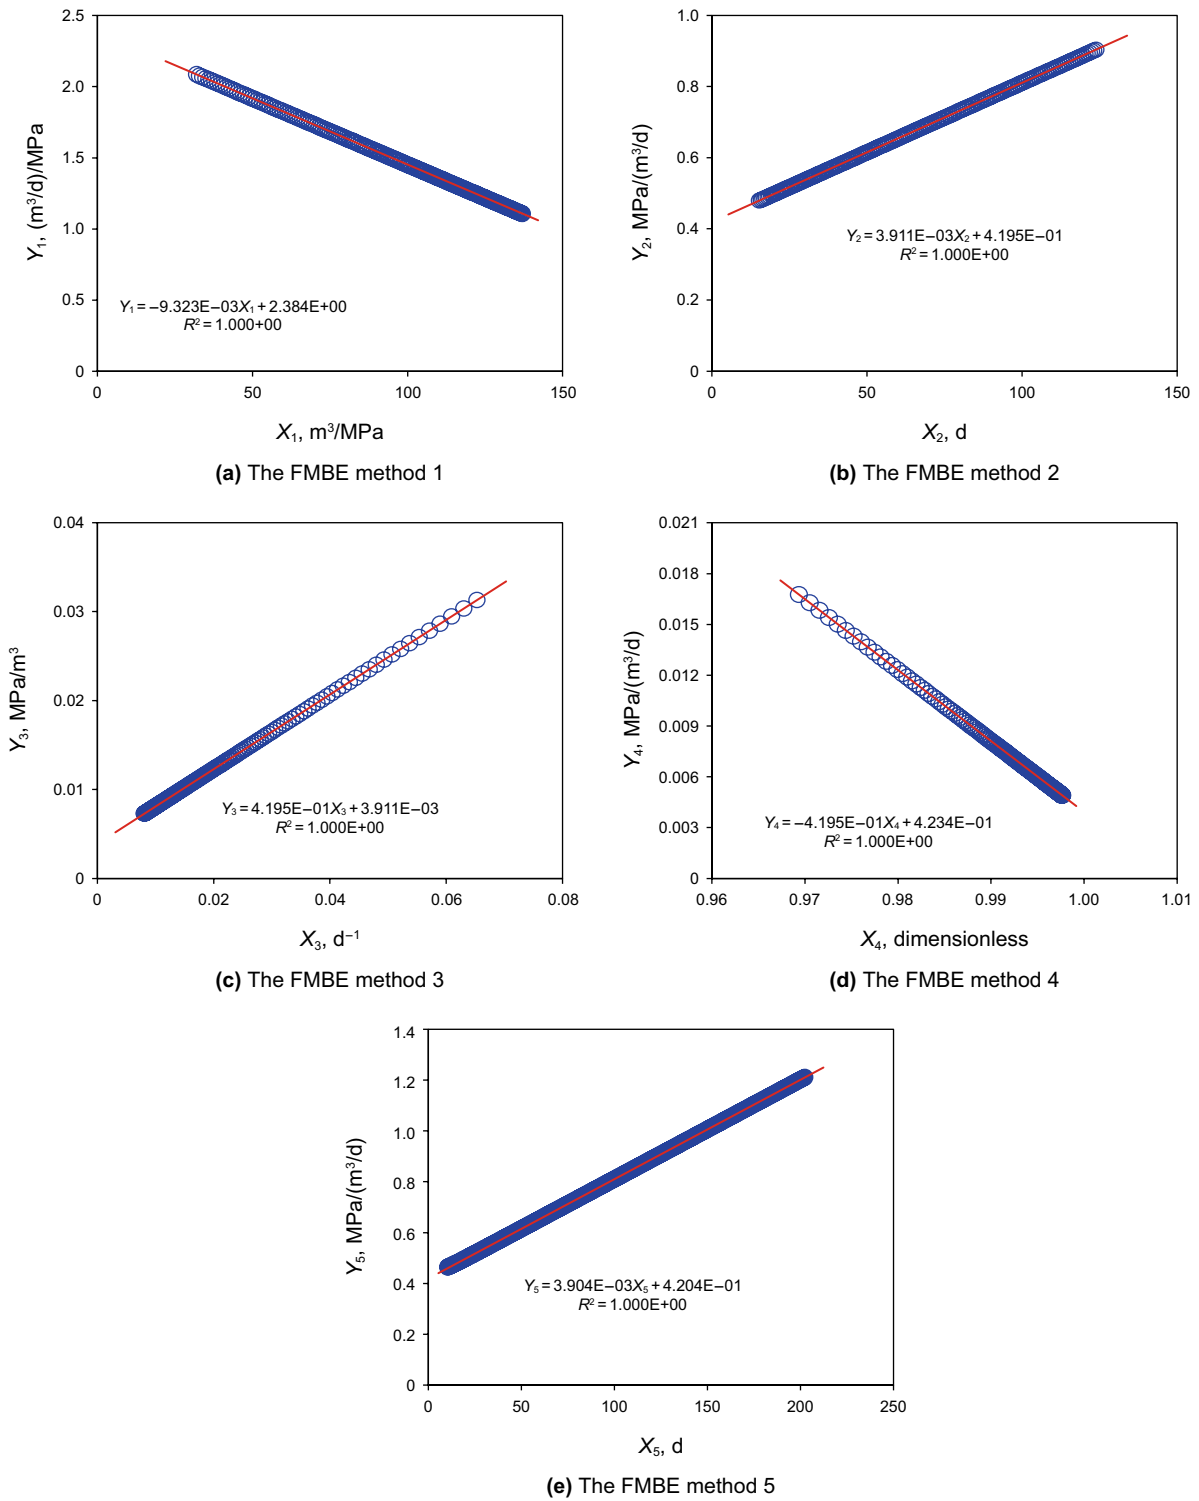 2.5
2.0
1.5
1.0
0.5
0
0 50 100 150
Y₁, (m³/d)/MPa
Y₁ = −9.323E−03X₁ + 2.384E+00
R² = 1.000+00
X₁, m³/MPa
(a) The FMBE method 1
1.0
0.8
0.6
0.4
0.2
0
0 50 100 150
Y₂, MPa/(m³/d)
Y₂ = 3.911E−03X₂ + 4.195E−01
R² = 1.000E+00
X₂, d
(b) The FMBE method 2
0.04
0.03
0.02
0.01
0
0 0.02 0.04 0.06 0.08
Y₃, MPa/m³
Y₃ = 4.195E−01X₃ + 3.911E−03
R² = 1.000E+00
X₃, d⁻¹
(c) The FMBE method 3
0.021
0.018
0.015
0.012
0.009
0.006
0.003
0
0.96 0.97 0.98 0.99 1.00 1.01
Y₄, MPa/(m³/d)
Y₄ = −4.195E−01X₄ + 4.234E−01
R² = 1.000E+00
X₄, dimensionless
(d) The FMBE method 4
1.4
1.2
1.0
0.8
0.6
0.4
0.2
0
0 50 100 150 200 250
Y₅, MPa/(m³/d)
Y₅ = 3.904E−03X₅ + 4.204E−01
R² = 1.000E+00
X₅, d
(e) The FMBE method 5